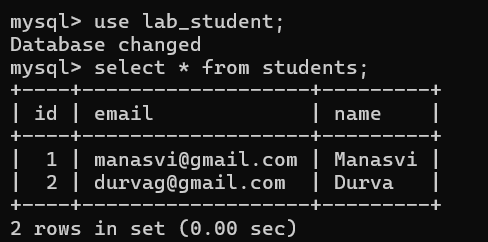 mysql> use lab_student;
Database changed
mysql> select * from students;
+----+-------------------+---------+
| id | email             | name    |
+----+-------------------+---------+
|  1 | manasvi@gmail.com | Manasvi |
|  2 | durvag@gmail.com  | Durva   |
+----+-------------------+---------+
2 rows in set (0.00 sec)